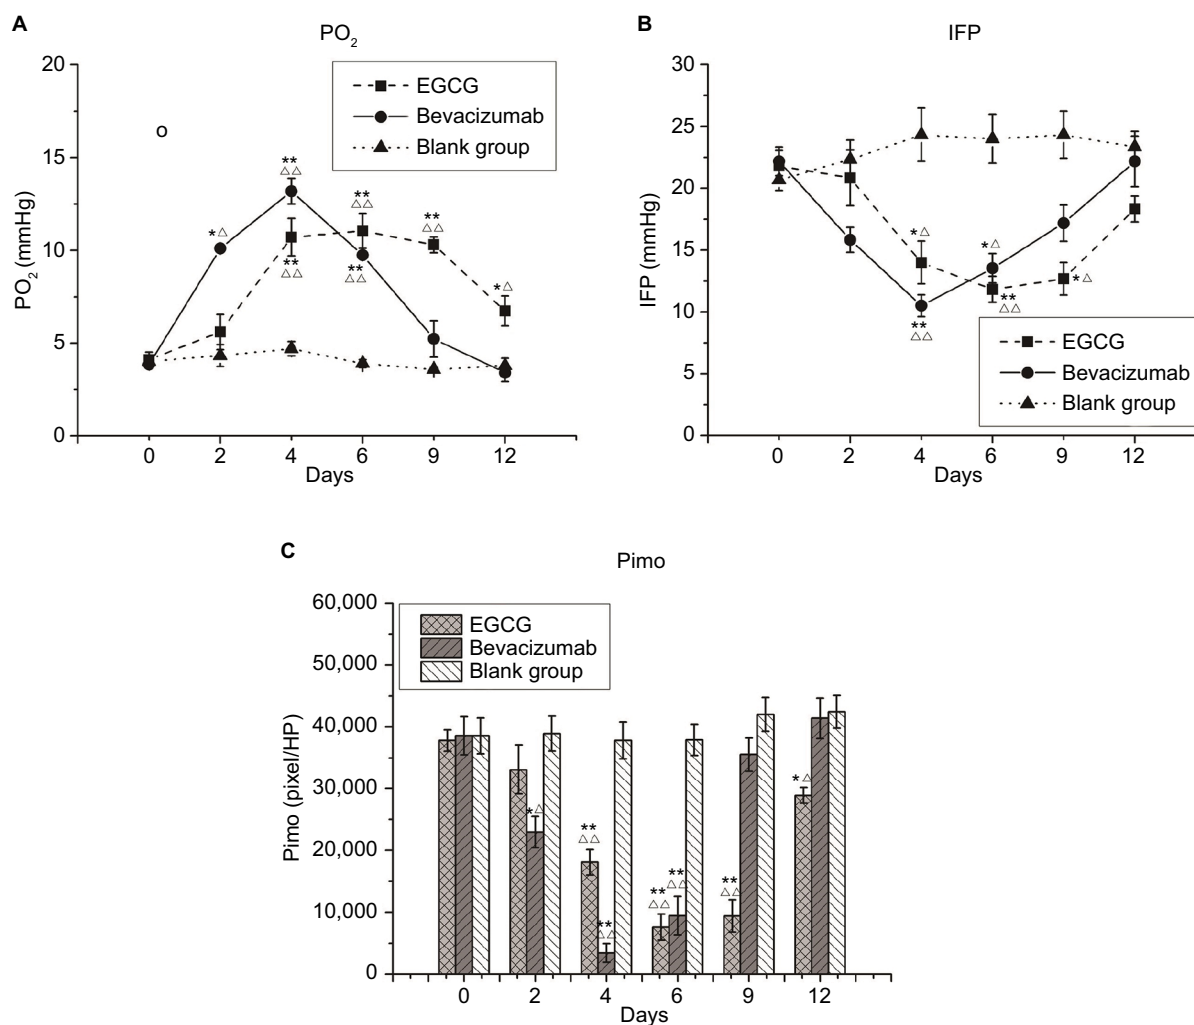 A
PO2
20
15
10
5
0
PO2 (mmHg)
EGCG
Bevacizumab
Blank group
o
** △△
* △
** △△
** △△
** △△
** △△
* △
0 2 4 6 9 12
Days
B
IFP
30
25
20
15
10
5
0
IFP (mmHg)
* △
* △
** △△
** △△
* △
EGCG
Bevacizumab
Blank group
0 2 4 6 9 12
Days
C
Pimo
60,000
50,000
40,000
30,000
20,000
10,000
0
Pimo (pixel/HP)
EGCG
Bevacizumab
Blank group
* △
** △△
** △△
** △△
** △△
** △△
* △
0 2 4 6 9 12
Days